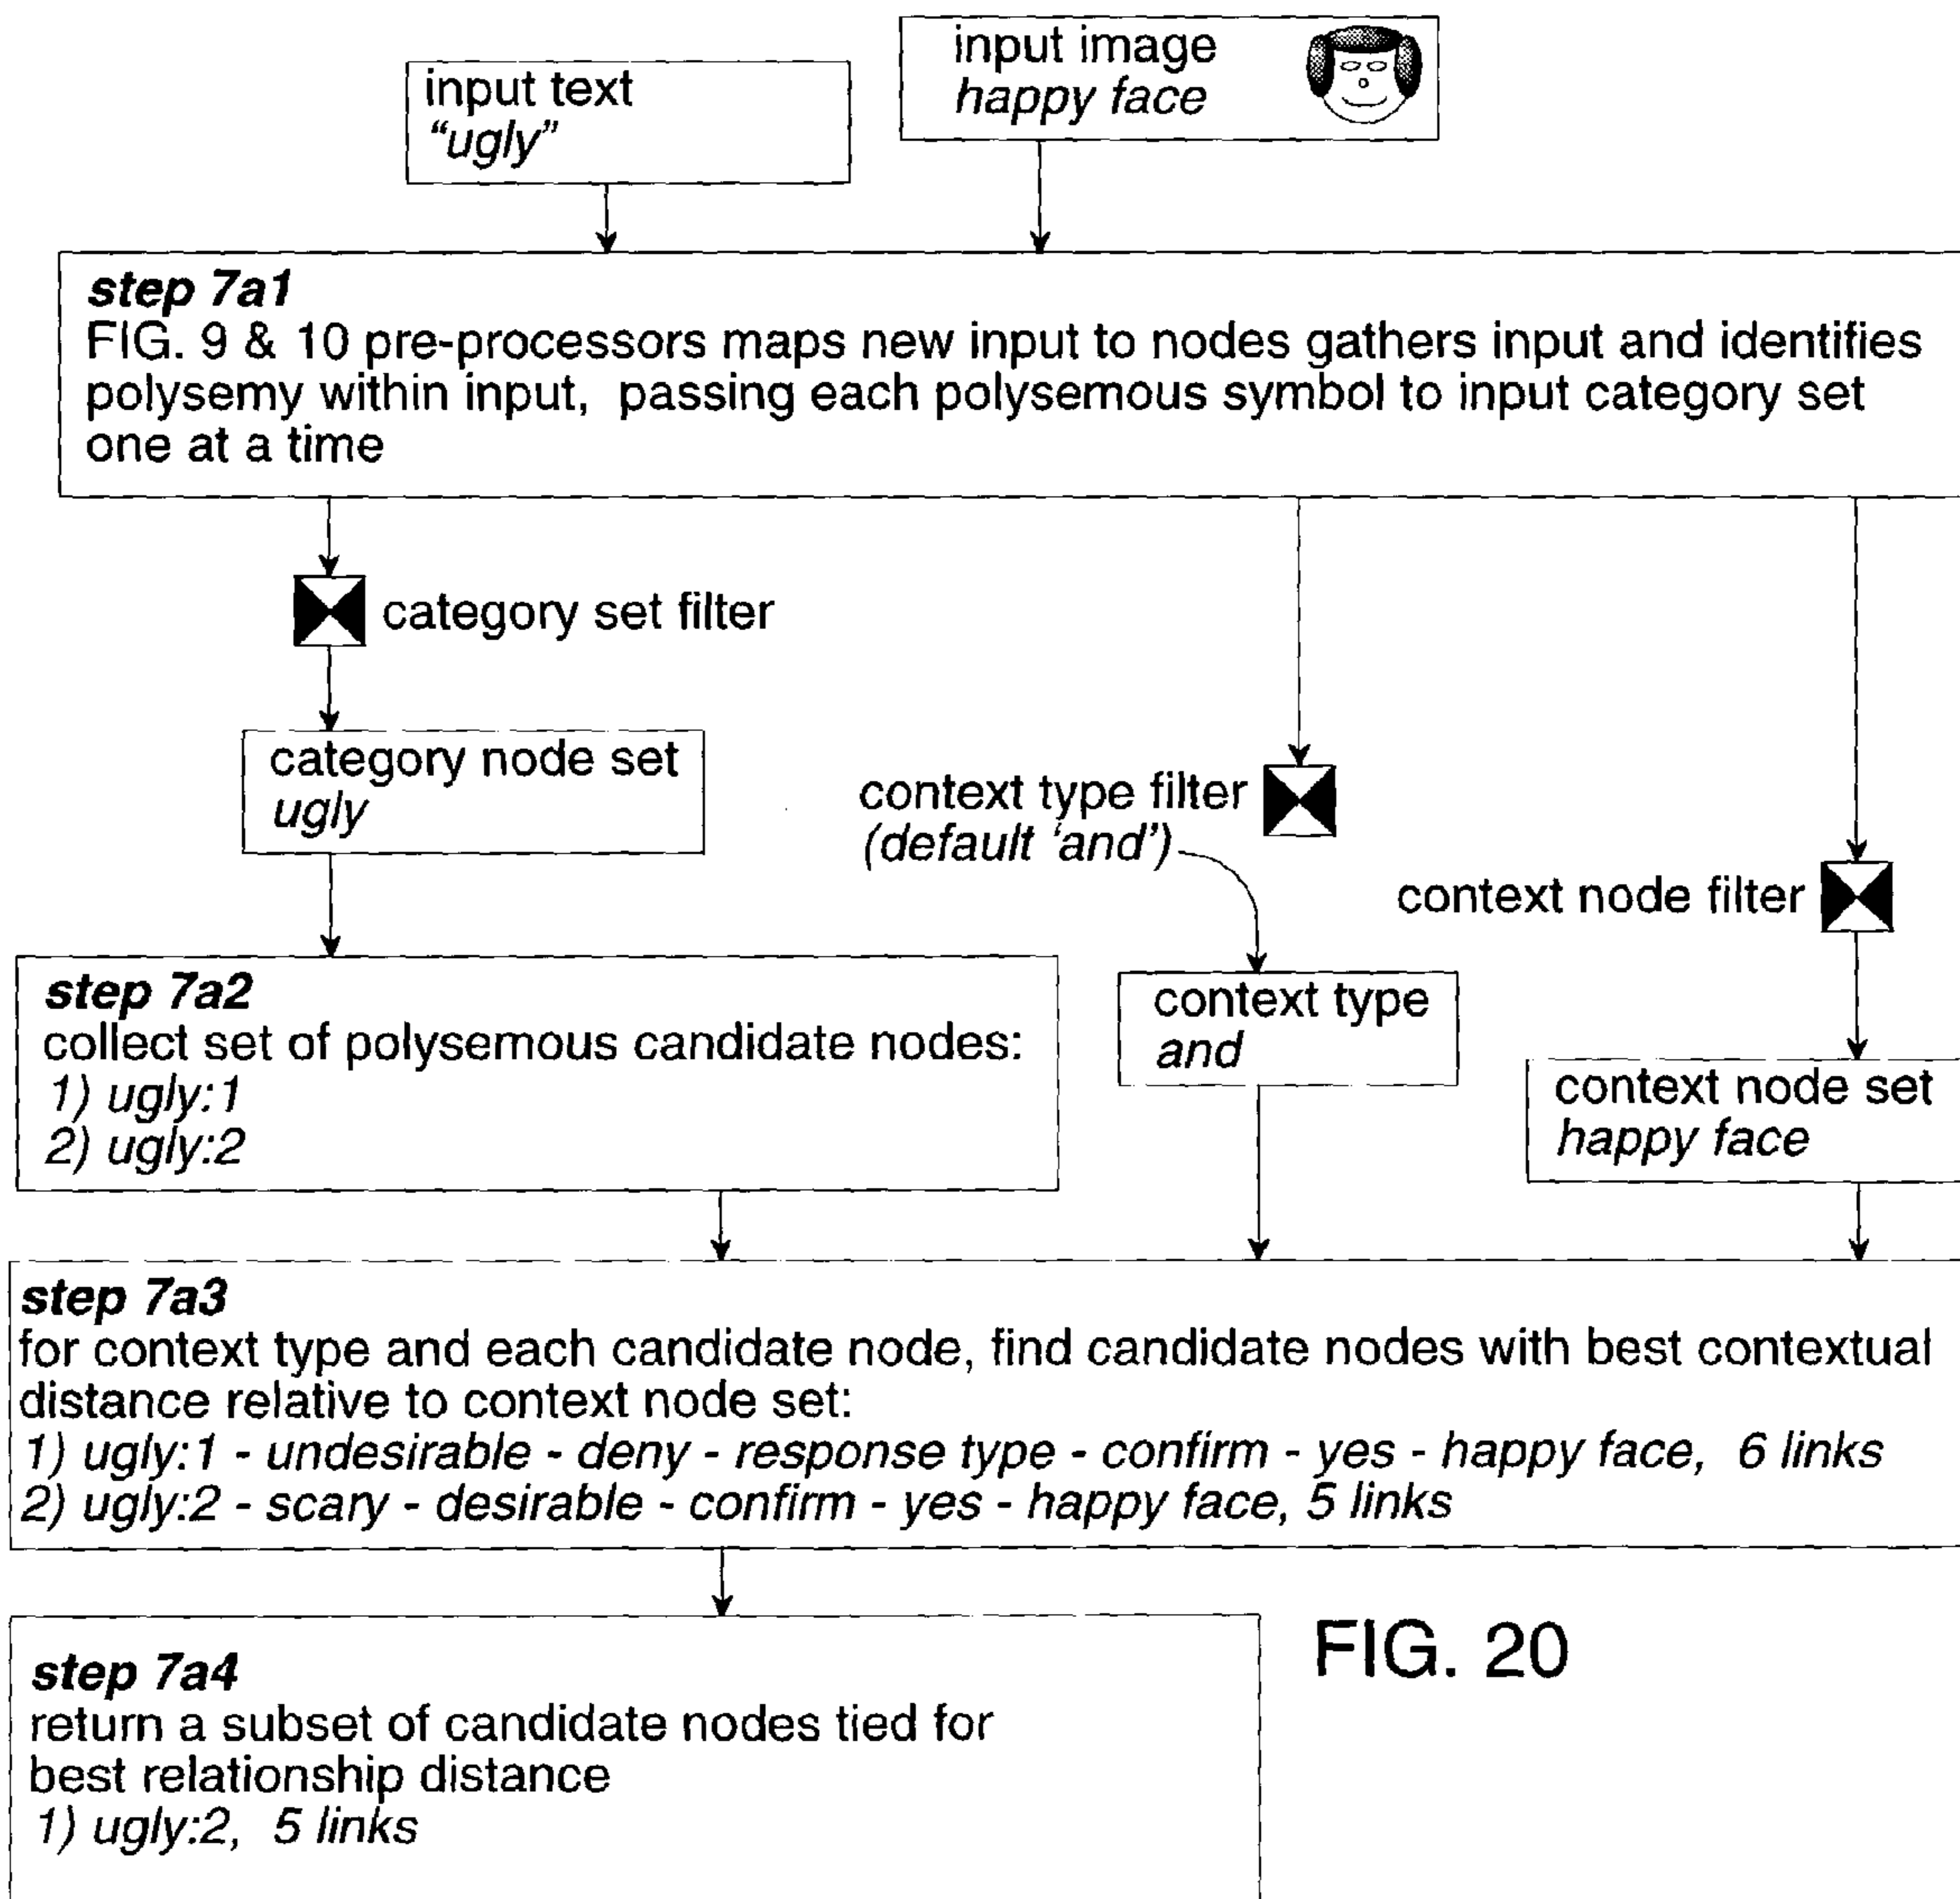 input text
“ugly”
input image
happy face
step 7a1
FIG. 9 & 10 pre-processors maps new input to nodes gathers input and identifies
polysemy within input, passing each polysemous symbol to input category set
one at a time
category set filter
category node set
ugly
context type filter
(default ‘and’)
context node filter
step 7a2
collect set of polysemous candidate nodes:
1) ugly:1
2) ugly:2
context type
and
context node set
happy face
step 7a3
for context type and each candidate node, find candidate nodes with best contextual
distance relative to context node set:
1) ugly:1 - undesirable - deny - response type - confirm - yes - happy face, 6 links
2) ugly:2 - scary - desirable - confirm - yes - happy face, 5 links
step 7a4
return a subset of candidate nodes tied for
best relationship distance
1) ugly:2, 5 links
FIG. 20